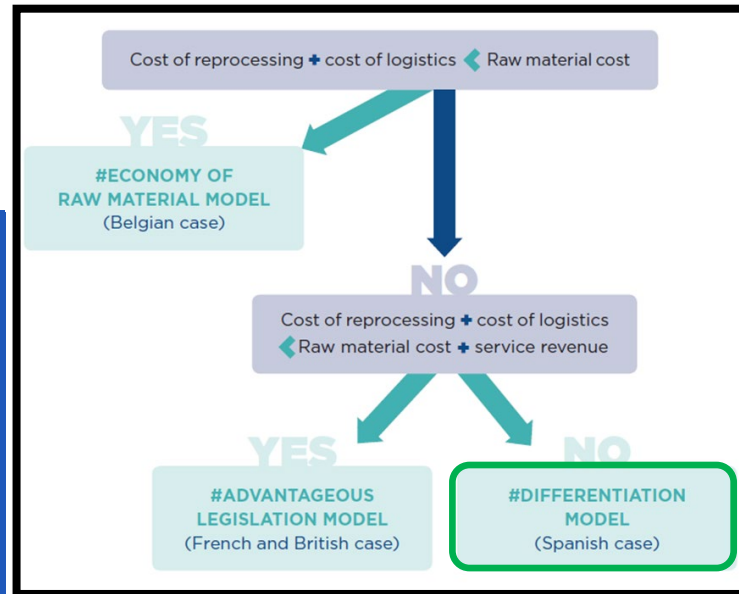 Cost of reprocessing + cost of logistics < Raw material cost
YES
#ECONOMY OF
RAW MATERIAL MODEL
(Belgian case)
NO
Cost of reprocessing + cost of logistics
< Raw material cost + service revenue
YES
#ADVANTAGEOUS
LEGISLATION MODEL
(French and British case)
NO
#DIFFERENTIATION
MODEL
(Spanish case)